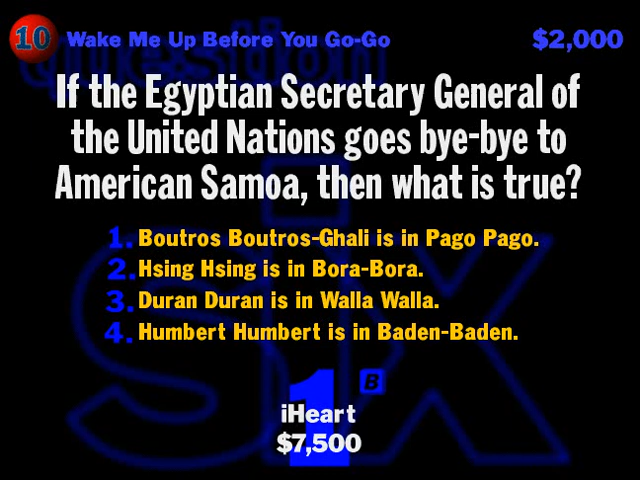 10 Wake Me Up Before You Go-Go $2,000
question
If the Egyptian Secretary General of
the United Nations goes bye-bye to
American Samoa, then what is true?
1. Boutros Boutros-Ghali is in Pago Pago.
2. Hsing Hsing is in Bora-Bora.
3. Duran Duran is in Walla Walla.
4. Humbert Humbert is in Baden-Baden.
six
1 B
iHeart
$7,500